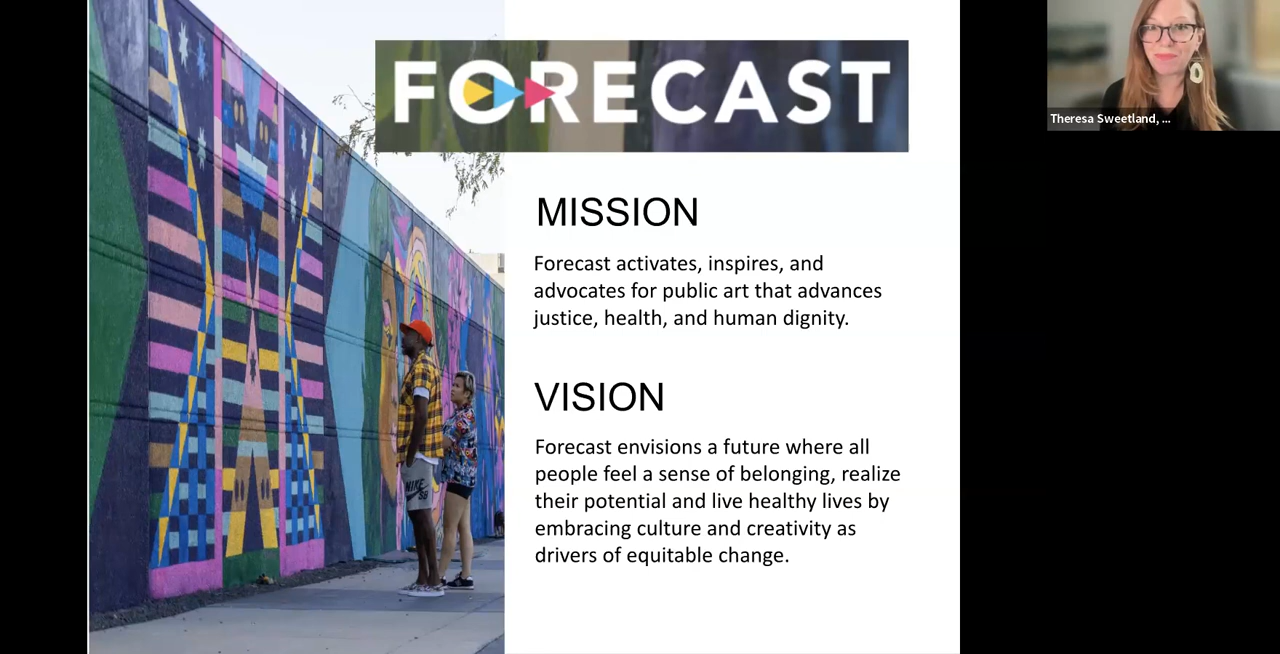 FORECAST
MISSION
Forecast activates, inspires, and
advocates for public art that advances
justice, health, and human dignity.
VISION
Forecast envisions a future where all
people feel a sense of belonging, realize
their potential and live healthy lives by
embracing culture and creativity as
drivers of equitable change.
NIKE
SB
Theresa Sweetland, ...